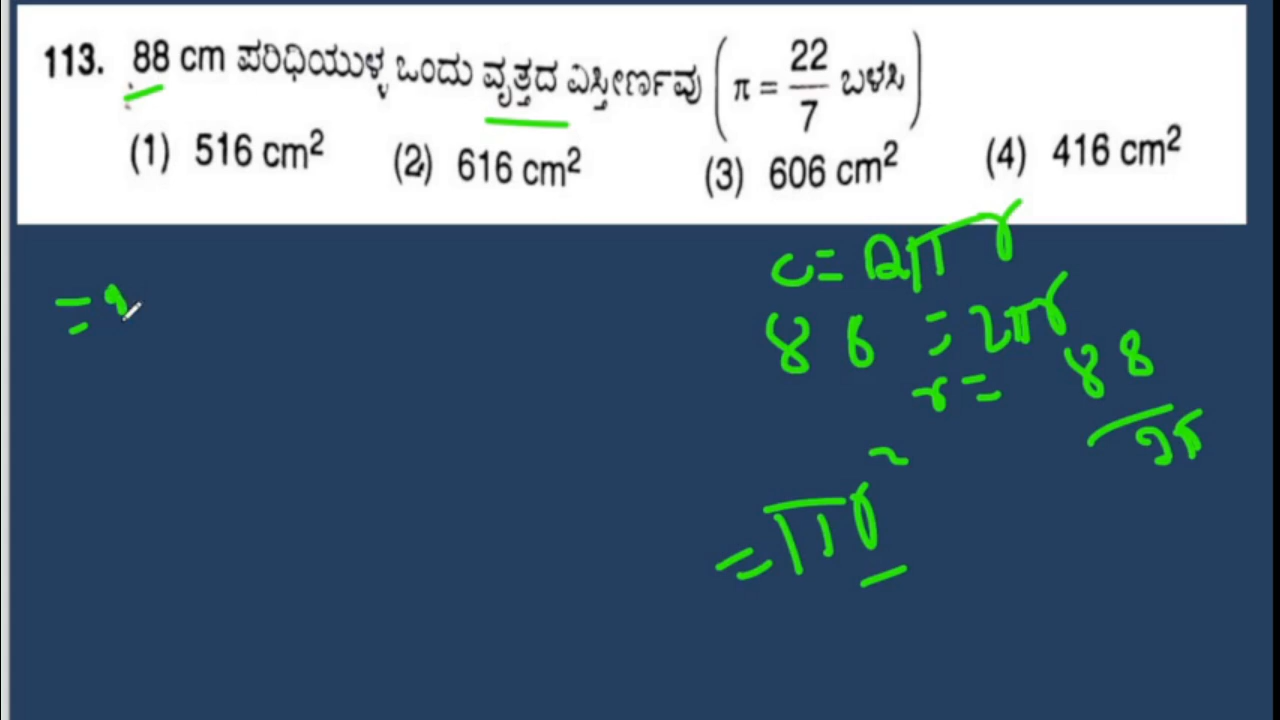 113. 88 cm ಪರಿಧಿಯುಳ್ಳ ಒಂದು ವೃತ್ತದ ವಿಸ್ತೀರ್ಣವು (π = 22/7 ಬಳಸಿ)
(1) 516 cm² (2) 616 cm² (3) 606 cm² (4) 416 cm²
c = 2πr
88 = 2πr
r = 88/2π
= πr²
=